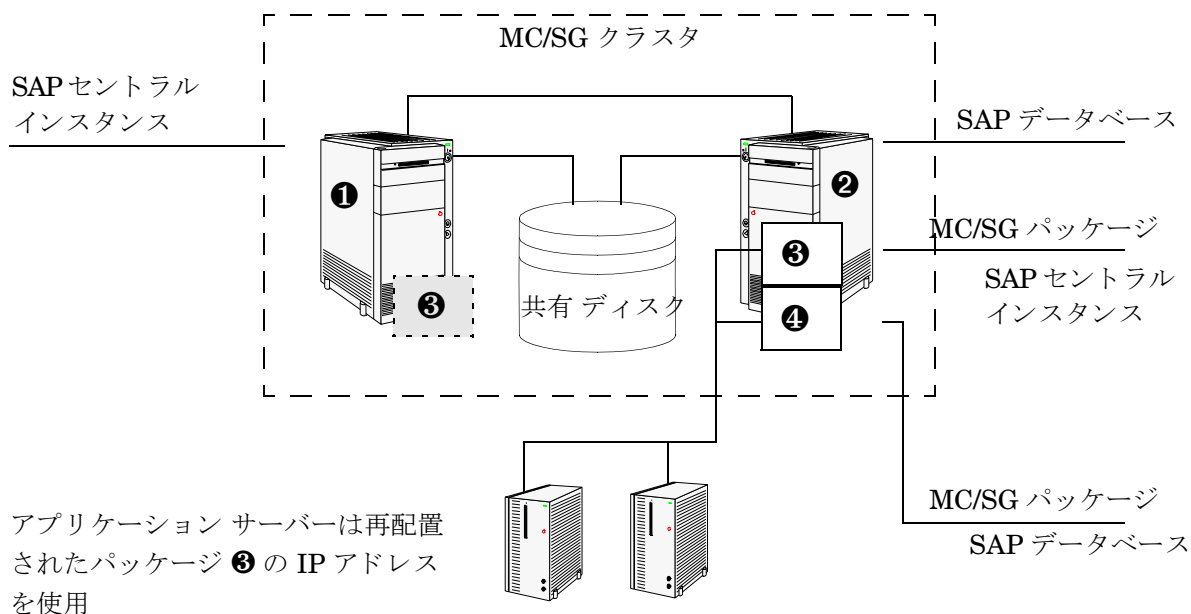 MC/SG クラスタ
SAP セントラル
インスタンス
SAP データベース
❶
❷
MC/SG パッケージ
❸
SAP セントラル
インスタンス
❸
共有 ディスク
❹
MC/SG パッケージ
SAP データベース
アプリケーション サーバーは再配置
されたパッケージ ❸ の IP アドレス
を使用